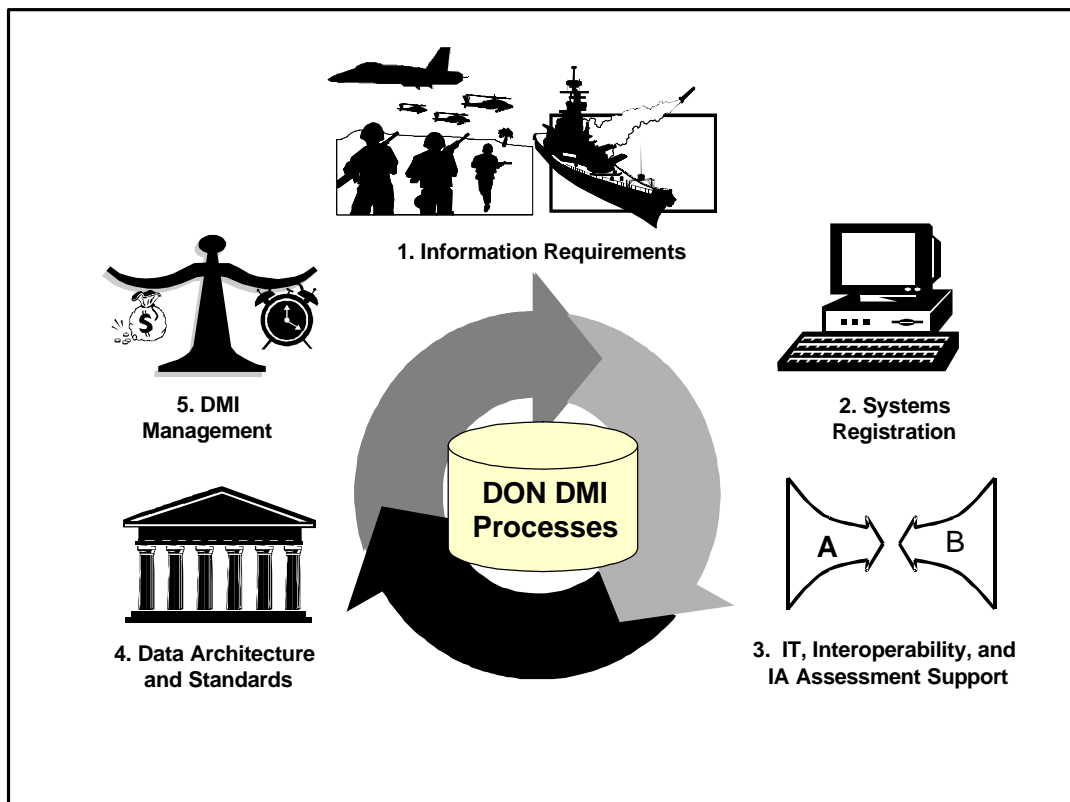 1. Information Requirements
$
5. DMI
Management
2. Systems
Registration
DON DMI
Processes
A
B
4. Data Architecture
and Standards
3. IT, Interoperability, and
IA Assessment Support